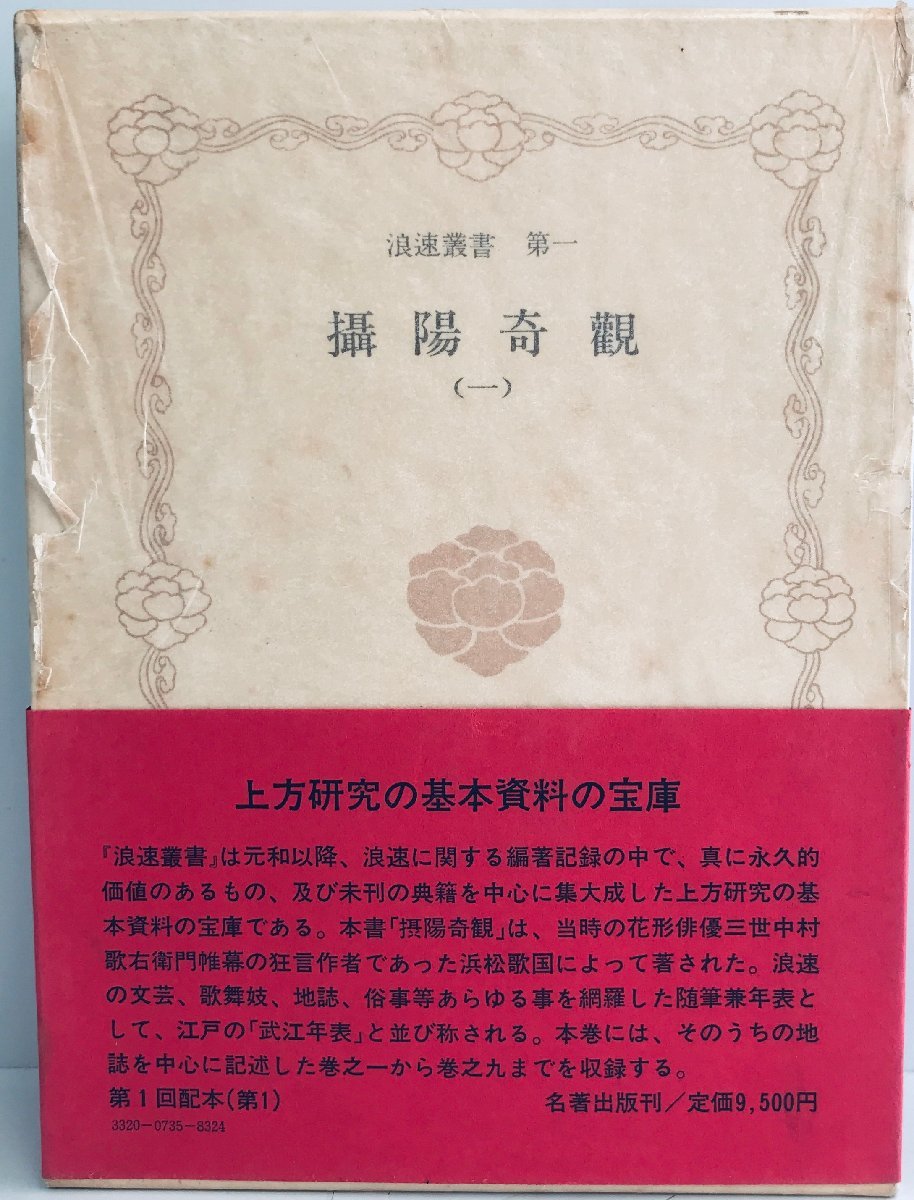 浪速叢書　第一
攝陽奇觀
(一)
上方研究の基本資料の宝庫
『浪速叢書』は元和以降、浪速に関する編著記録の中で、真に永久的
価値のあるもの、及び未刊の典籍を中心に集大成した上方研究の基
本資料の宝庫である。本書「摂陽奇観」は、当時の花形俳優三世中村
歌右衛門帷幕の狂言作者であった浜松歌国によって著された。浪速
の文芸、歌舞妓、地誌、俗事等あらゆる事を網羅した随筆兼年表と
して、江戸の「武江年表」と並び称される。本巻には、そのうちの地
誌を中心に記述した巻之一から巻之九までを収録する。
第1回配本(第1)　名著出版刊／定価9,500円
3320-0735-8324